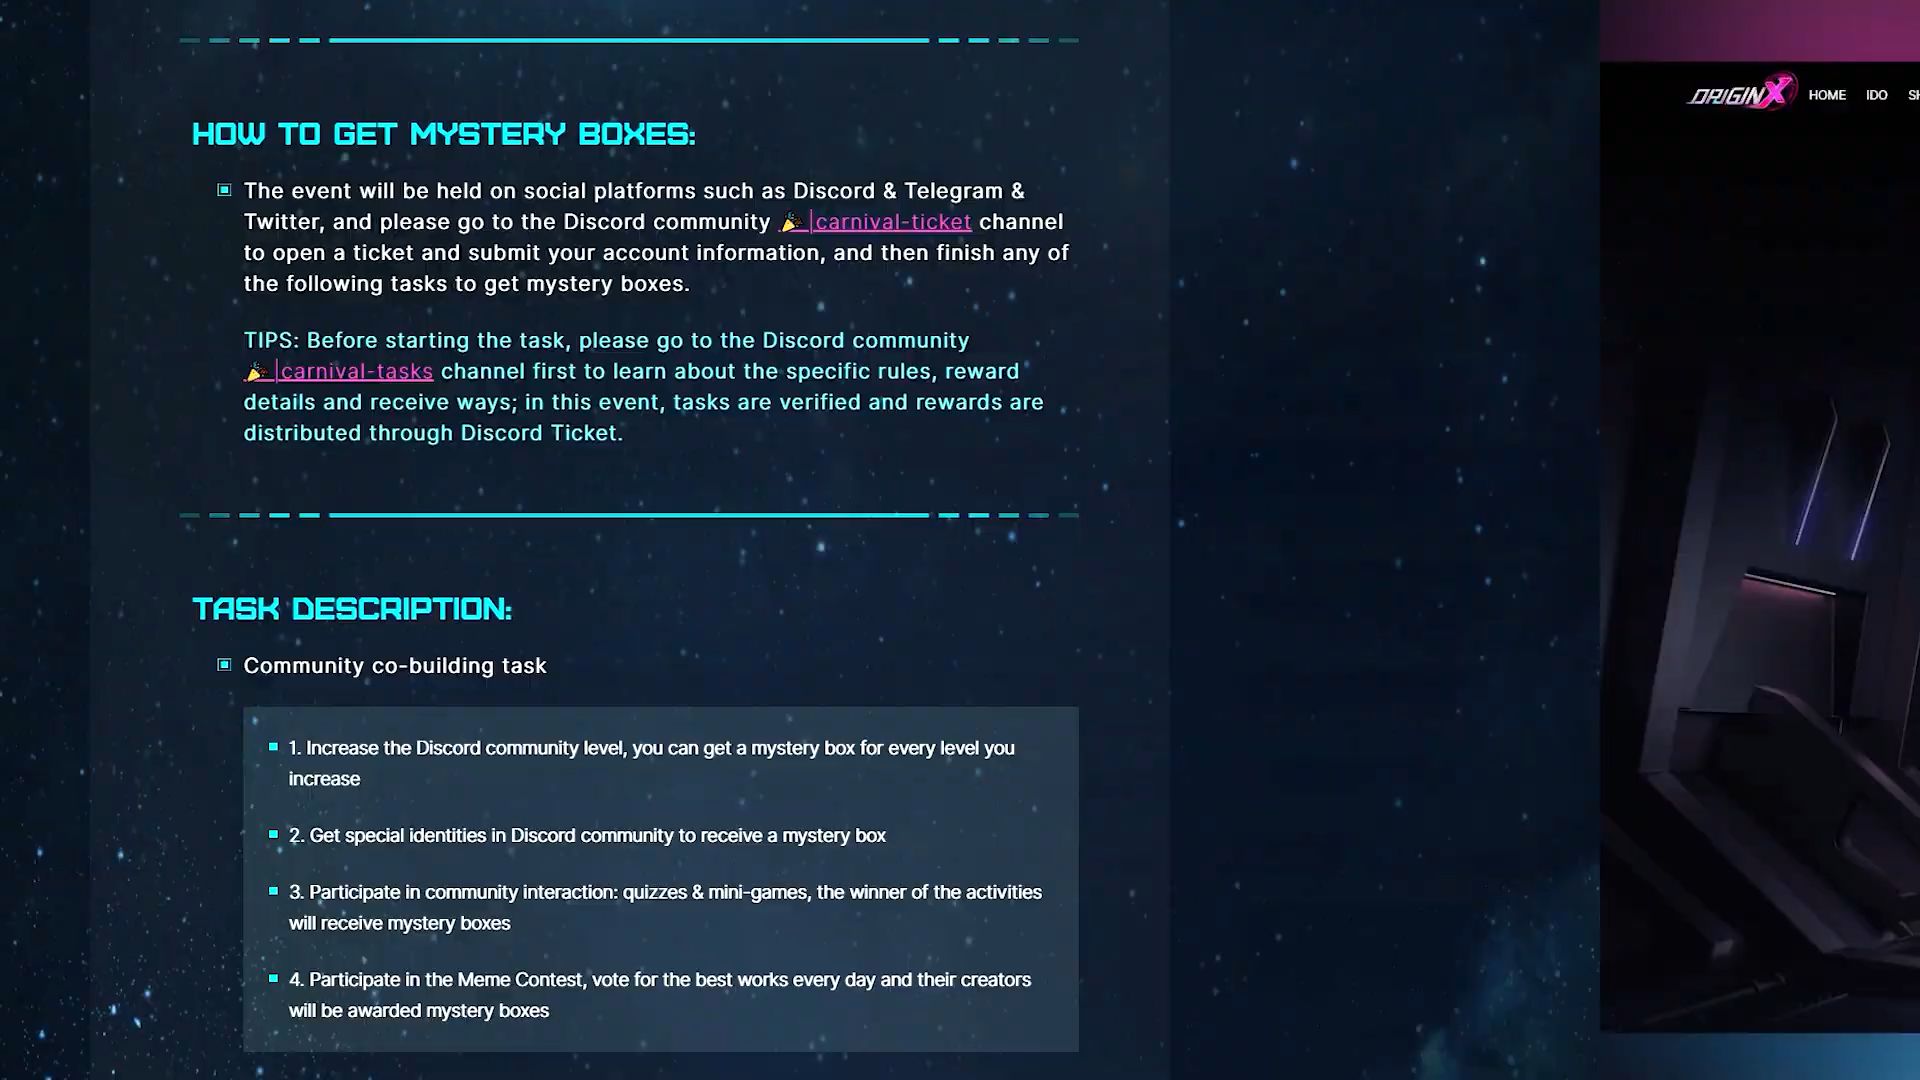 HOW TO GET MYSTERY BOXES:
The event will be held on social platforms such as Discord & Telegram &
Twitter, and please go to the Discord community 🎉|carnival-ticket channel
to open a ticket and submit your account information, and then finish any of
the following tasks to get mystery boxes.
TIPS: Before starting the task, please go to the Discord community
🎉|carnival-tasks channel first to learn about the specific rules, reward
details and receive ways; in this event, tasks are verified and rewards are
distributed through Discord Ticket.
TASK DESCRIPTION:
Community co-building task
1. Increase the Discord community level, you can get a mystery box for every level you
increase
2. Get special identities in Discord community to receive a mystery box
3. Participate in community interaction: quizzes & mini-games, the winner of the activities
will receive mystery boxes
4. Participate in the Meme Contest, vote for the best works every day and their creators
will be awarded mystery boxes
ORIGINX HOME IDO